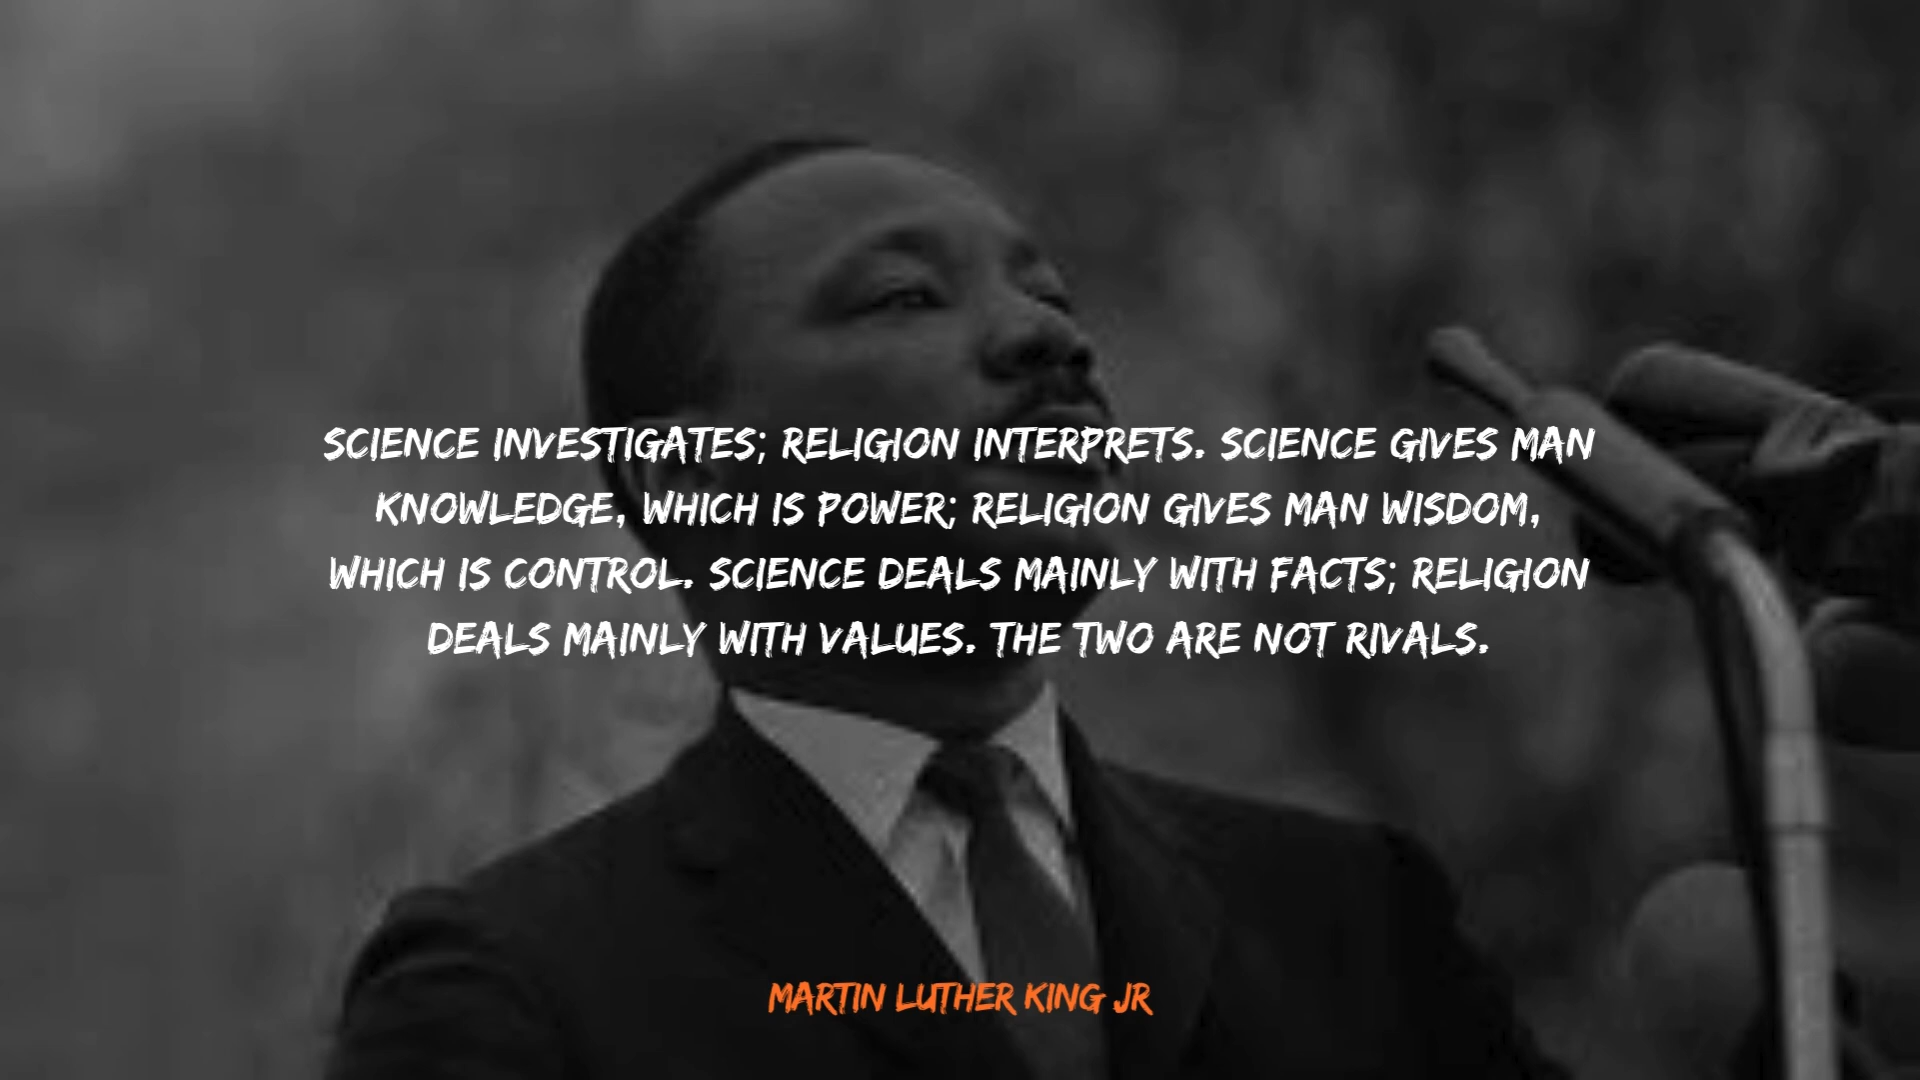 SCIENCE INVESTIGATES; RELIGION INTERPRETS. SCIENCE GIVES MAN
KNOWLEDGE, WHICH IS POWER; RELIGION GIVES MAN WISDOM,
WHICH IS CONTROL. SCIENCE DEALS MAINLY WITH FACTS; RELIGION
DEALS MAINLY WITH VALUES. THE TWO ARE NOT RIVALS.
MARTIN LUTHER KING JR